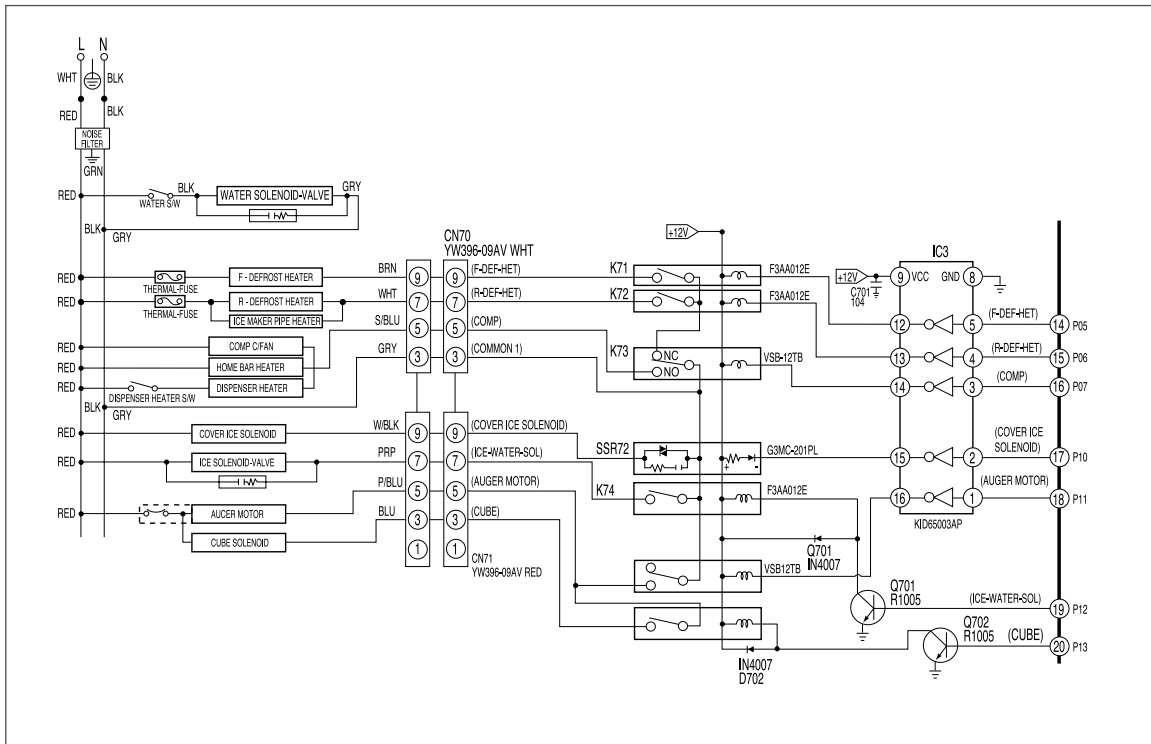 L N
WHT BLK
RED BLK
NOISE
FILTER
GRN
RED BLK WATER SOLENOID-VALVE GRY
WATER S/W
BLK GRY
CN70
YW396-09AV WHT
RED THERMAL-FUSE F - DEFROST HEATER BRN 9 9 (F-DEF-HET)
RED THERMAL-FUSE R - DEFROST HEATER WHT 7 7 (R-DEF-HET)
ICE MAKER PIPE HEATER
S/BLU 5 5 (COMP)
RED COMP C/FAN
GRY 3 3 (COMMON 1)
RED HOME BAR HEATER
RED DISPENSER HEATER
DISPENSER HEATER S/W
BLK GRY
RED COVER ICE SOLENOID W/BLK 9 9 (COVER ICE SOLENOID)
RED ICE SOLENOID-VALVE PRP 7 7 (ICE-WATER-SOL)
P/BLU 5 5 (AUGER MOTOR)
RED AUGER MOTOR
BLU 3 3 (CUBE)
CUBE SOLENOID
1 1
CN71
YW396-09AV RED
+12V
K71 F3AA012E
K72 F3AA012E
K73 NC NO VSB-12TB
SSR72 + - G3MC-201PL
K74 F3AA012E
Q701
IN4007
VSB12TB
IN4007
D702
IC3
+12V 9 VCC GND 8
C701
104
12 5 (F-DEF-HET) 14 P05
13 4 (R-DEF-HET) 15 P06
14 3 (COMP) 16 P07
15 2 (COVER ICE
SOLENOID) 17 P10
16 1 (AUGER MOTOR) 18 P11
KID65003AP
Q701
R1005 (ICE-WATER-SOL) 19 P12
Q702
R1005 (CUBE) 20 P13